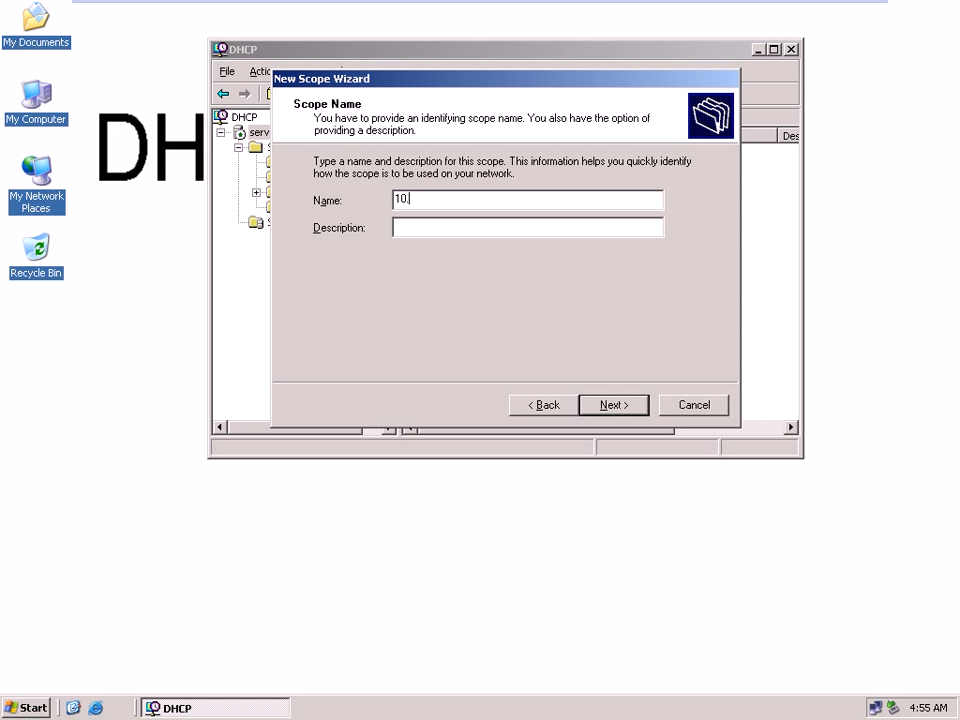 My Documents
My Computer
My Network
Places
Recycle Bin
DH
DHCP
File
DHCP
serv
New Scope Wizard
Scope Name
You have to provide an identifying scope name. You also have the option of
providing a description.
Type a name and description for this scope. This information helps you quickly identify
how the scope is to be used on your network.
Name:
10.
Description:
< Back
Next >
Cancel
Des
Start
DHCP
4:55 AM